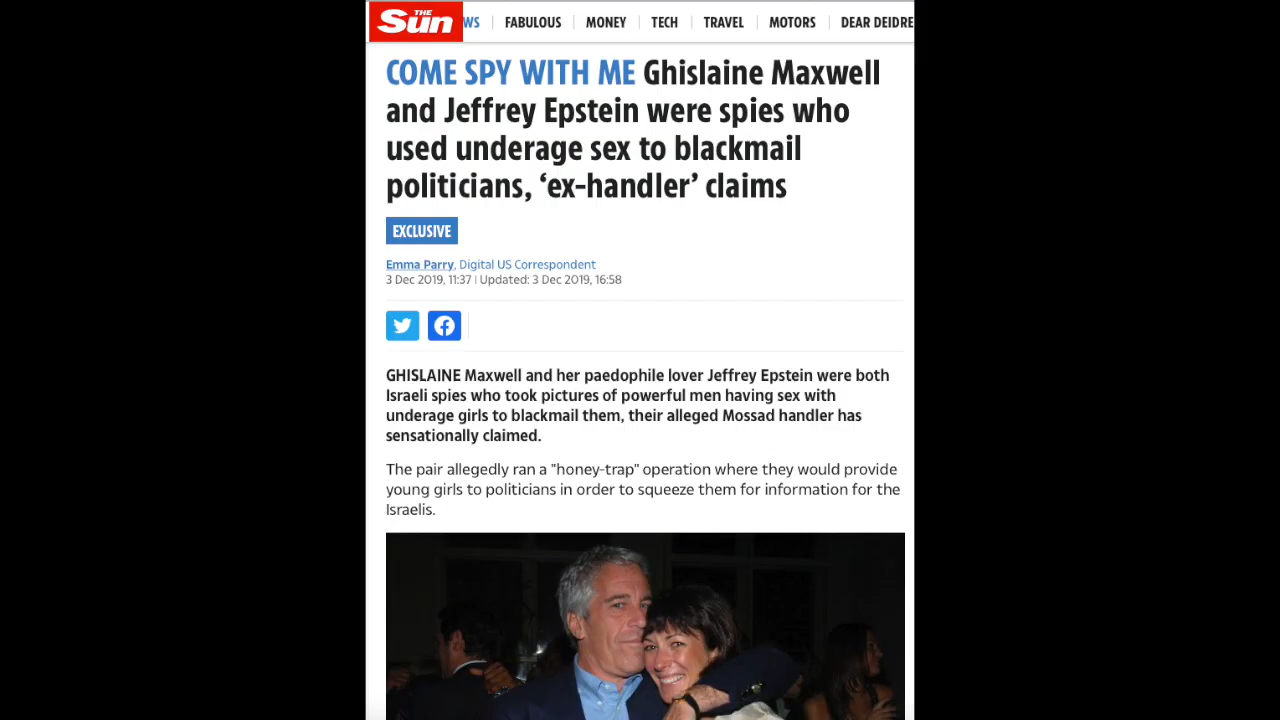 THE
Sun
WS
FABULOUS
MONEY
TECH
TRAVEL
MOTORS
DEAR DEIDRE
COME SPY WITH ME Ghislaine Maxwell
and Jeffrey Epstein were spies who
used underage sex to blackmail
politicians, ‘ex-handler’ claims
EXCLUSIVE
Emma Parry, Digital US Correspondent
3 Dec 2019, 11:37 | Updated: 3 Dec 2019, 16:58
GHISLAINE Maxwell and her paedophile lover Jeffrey Epstein were both
Israeli spies who took pictures of powerful men having sex with
underage girls to blackmail them, their alleged Mossad handler has
sensationally claimed.
The pair allegedly ran a "honey-trap" operation where they would provide
young girls to politicians in order to squeeze them for information for the
Israelis.